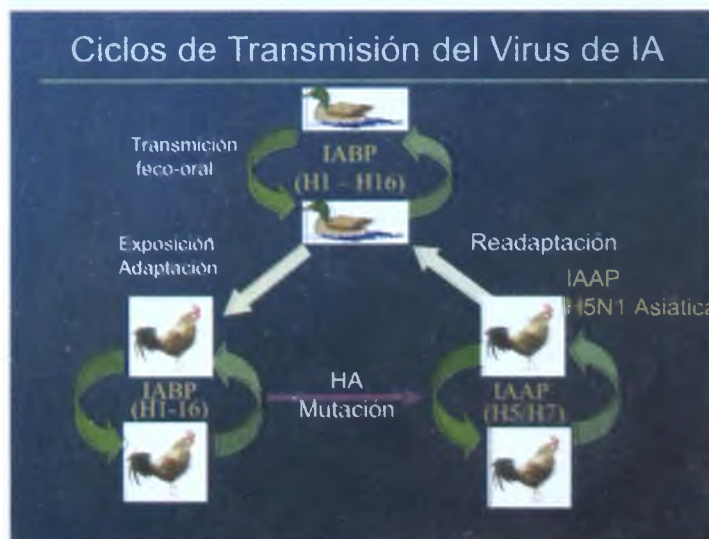 Ciclos de Transmisión del Virus de IA
Transmición
feco-oral
IABP
(H1 – H16)
Exposición
Adaptación
Readaptación
IAAP
H5N1 Asiatica
IABP
(H1-16)
HA
Mutación
IAAP
(H5/H7)